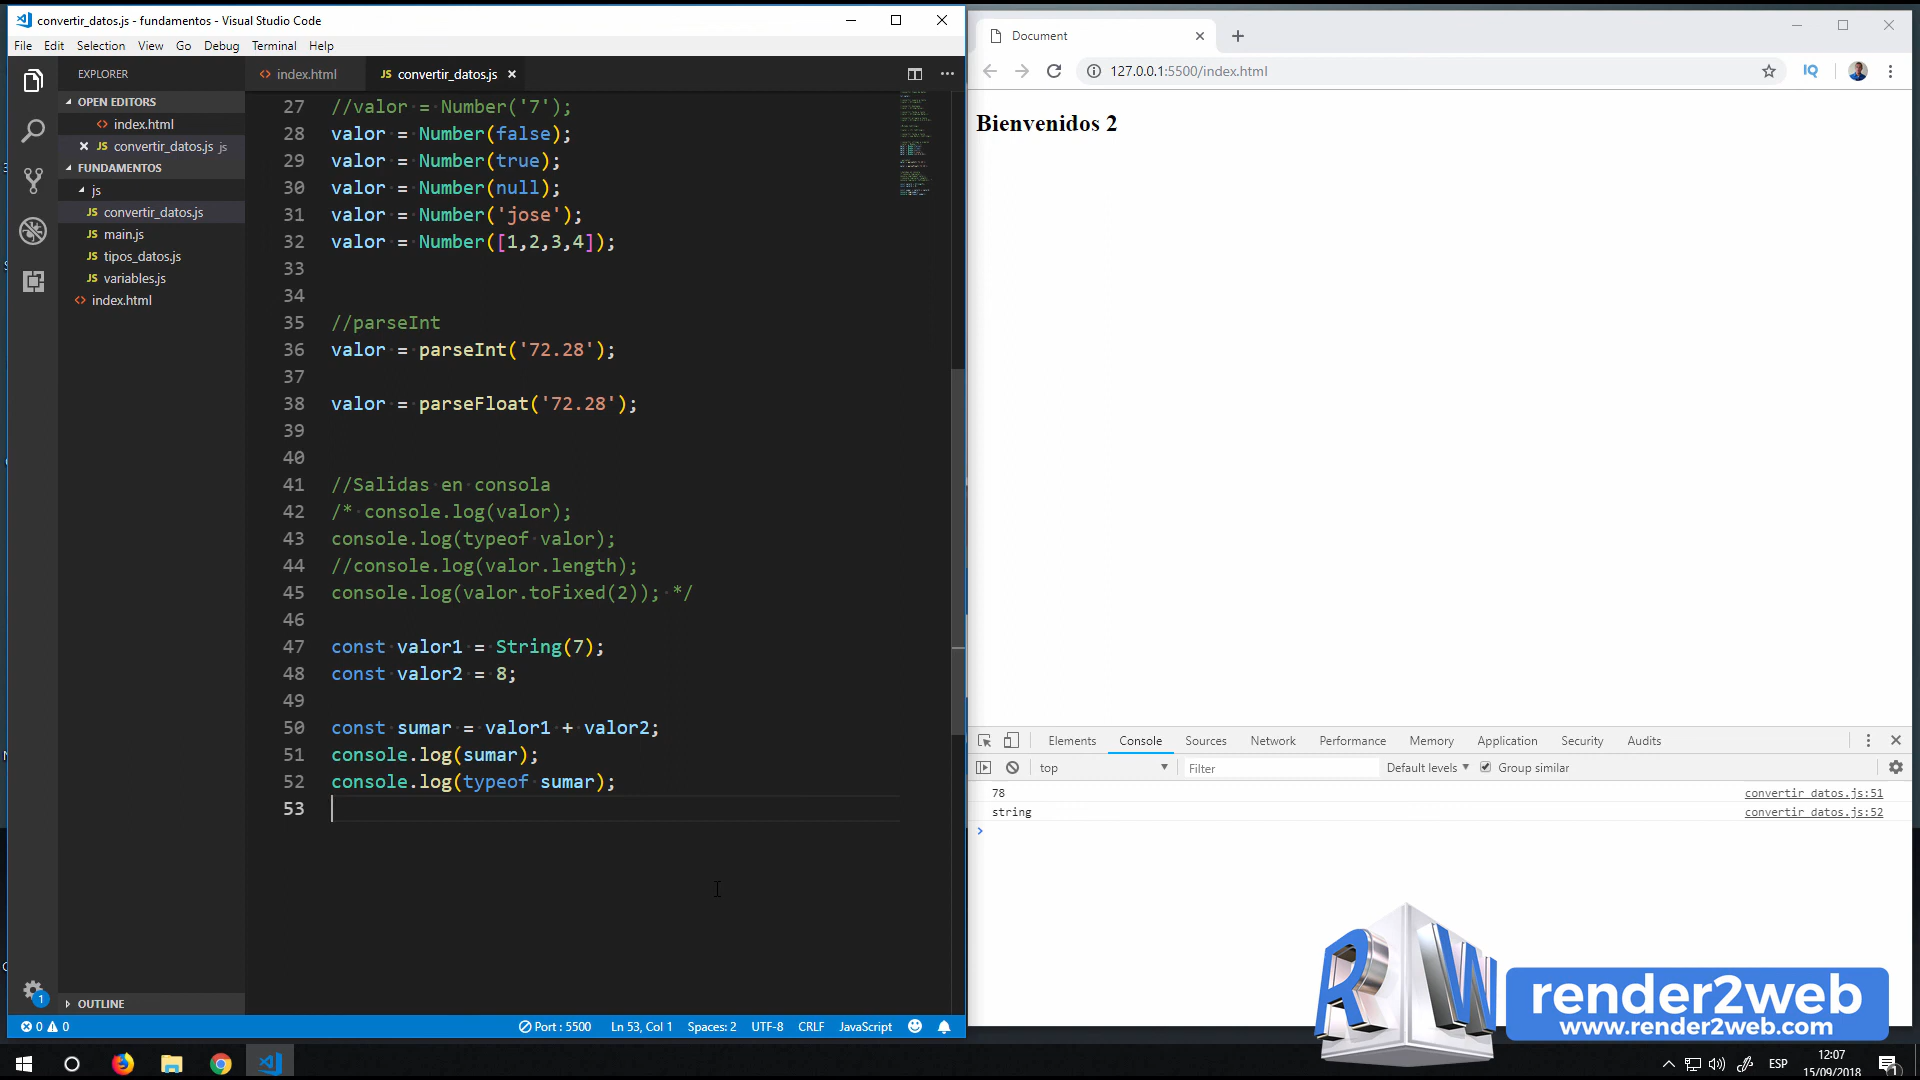 convertir_datos.js - fundamentos - Visual Studio Code
File Edit Selection View Go Debug Terminal Help
EXPLORER
OPEN EDITORS
<> index.html
× JS convertir_datos.js js
FUNDAMENTOS
js
JS convertir_datos.js
JS main.js
JS tipos_datos.js
JS variables.js
<> index.html
OUTLINE
<> index.html JS convertir_datos.js ×
27 //valor = Number('7');
28 valor = Number(false);
29 valor = Number(true);
30 valor = Number(null);
31 valor = Number('jose');
32 valor = Number([1,2,3,4]);
33
34
35 //parseInt
36 valor = parseInt('72.28');
37
38 valor = parseFloat('72.28');
39
40
41 //Salidas en consola
42 /* console.log(valor);
43 console.log(typeof valor);
44 //console.log(valor.length);
45 console.log(valor.toFixed(2)); */
46
47 const valor1 = String(7);
48 const valor2 = 8;
49
50 const sumar = valor1 + valor2;
51 console.log(sumar);
52 console.log(typeof sumar);
53
0 0 Port : 5500 Ln 53, Col 1 Spaces: 2 UTF-8 CRLF JavaScript
Document
127.0.0.1:5500/index.html
IQ
Bienvenidos 2
Elements Console Sources Network Performance Memory Application Security Audits
top Filter Default levels Group similar
78 convertir_datos.js:51
string convertir_datos.js:52
>
RW
render2web
www.render2web.com
1
ESP
12:07
15/09/2018
1